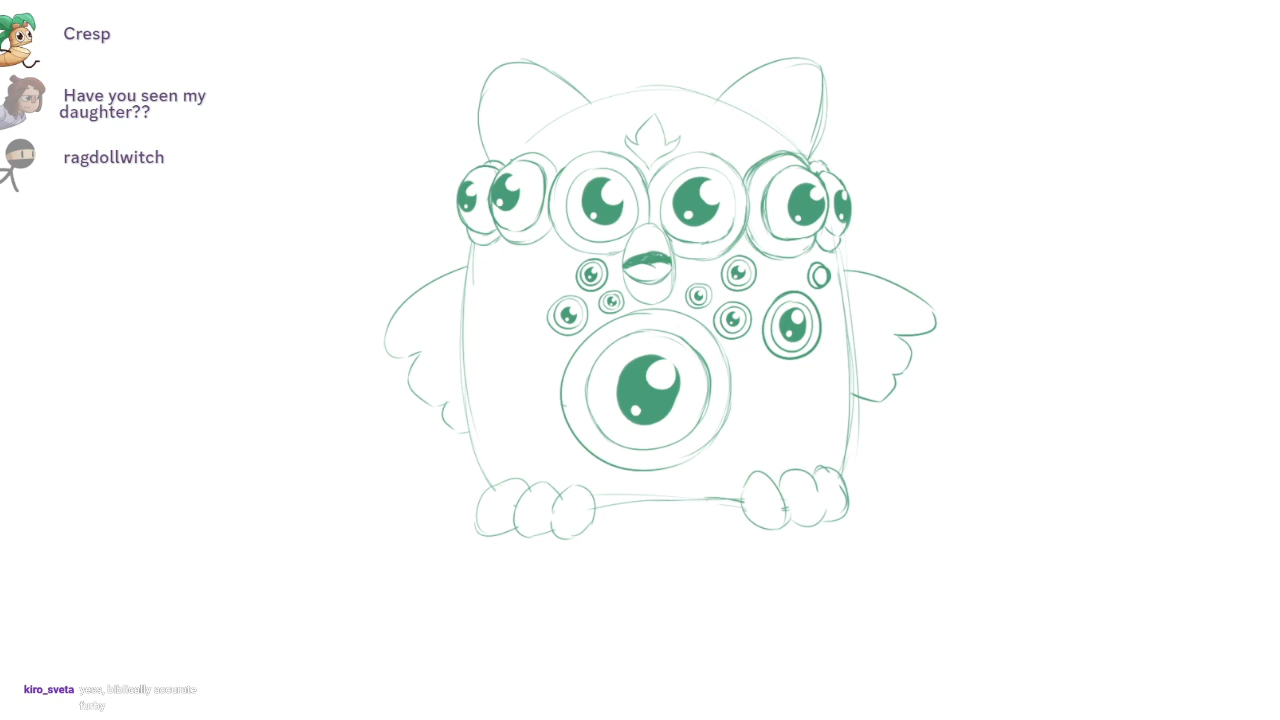 Cresp
Have you seen my
daughter??
ragdollwitch
kiro_sveta yess, biblically accurate
furby